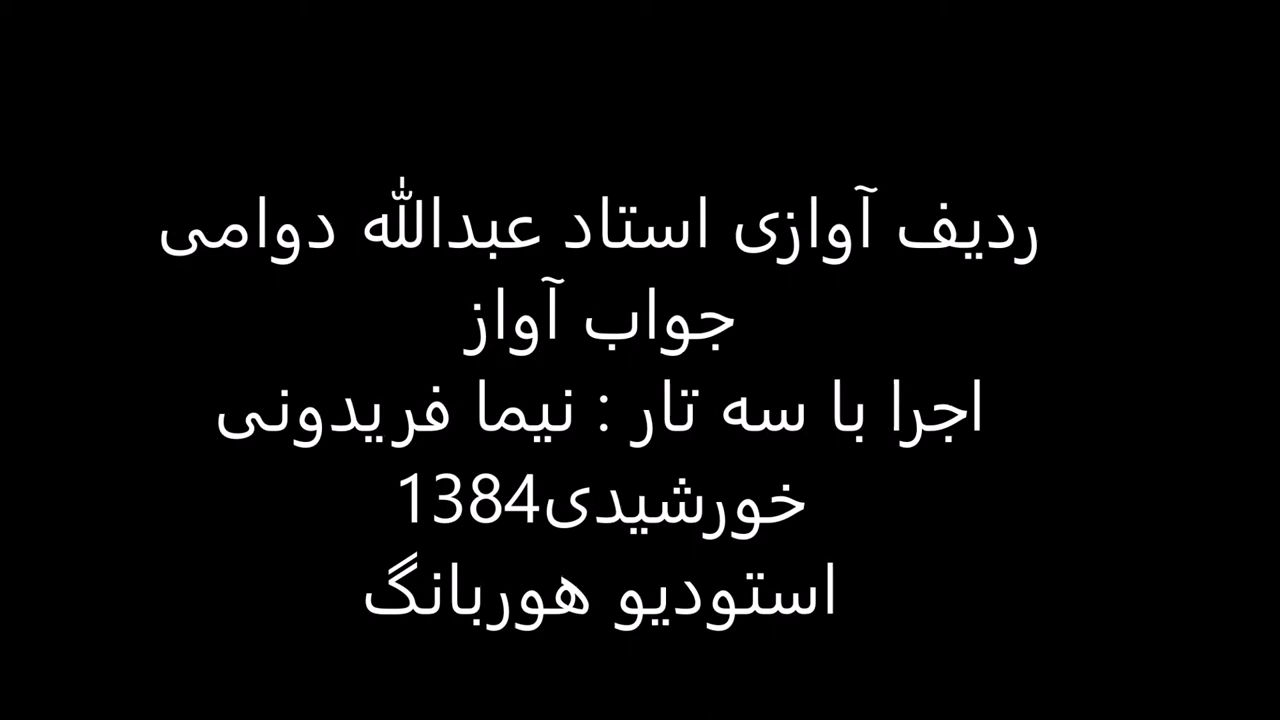 ردیف آوازی استاد عبدالله دوامی
جواب آواز
اجرا با سه تار : نیما فریدونی
خورشیدی1384
استودیو هوربانگ